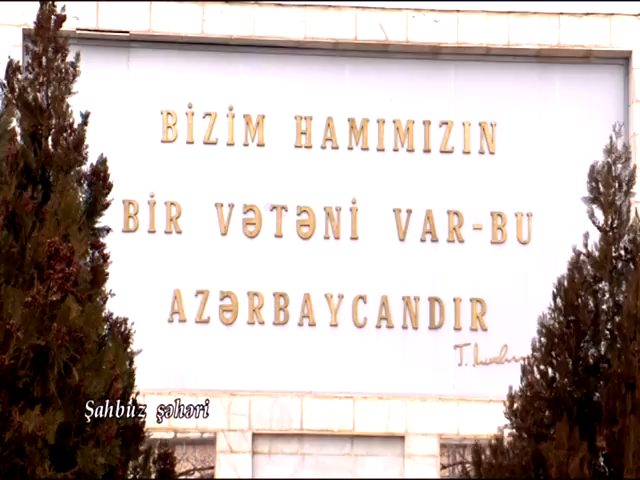 BİZİM HAMIMIZIN
BİR VƏTƏNİ VAR-BU
AZƏRBAYCANDIR
Şahbuz şəhəri